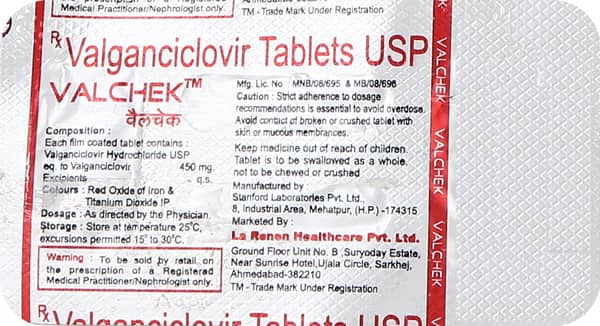 Medical Practitioner/Nephrologist only.
TM - Trade Mark Under Registration
Rx Valganciclovir Tablets USP
VALCHEK™
वैलचेक
Composition :
Each film coated tablet contains :
Valganciclovir Hydrochloride USP
eq. to Valganciclovir 450 mg.
Excipients q.s.
Colours : Red Oxide of Iron &
Titanium Dioxide IP
Dosage : As directed by the Physician.
Storage : Store at temperature 25°C,
excursions permitted 15° to 30°C.
Warning : To be sold by retail on
the prescription of a Registered
Medical Practitioner/Nephrologist only.
Mfg. Lic. No. : MNB/08/695 & MB/08/696
Caution : Strict adherence to dosage
recommendations is essential to avoid overdose.
Avoid contact of broken or crushed tablet with
skin or mucous membrances.
Keep medicine out of reach of children.
Tablet is to be swallowed as a whole,
not to be chewed or crushed
Manufactured by :
Stanford Laboratories Pvt. Ltd.
8, Industrial Area, Mehatpur, (H.P.) -174315
Marketed By :
La Renon Healthcare Pvt. Ltd.
Ground Floor Unit No. B ,Suryoday Estate,
Near Sunrise Hotel,Ujala Circle, Sarkhej,
Ahmedabad-382210
TM - Trade Mark Under Registration
VALCHEK
VALCHEK
VALCHEK
VALCHEK
Rx Valganciclovir Tablets USP